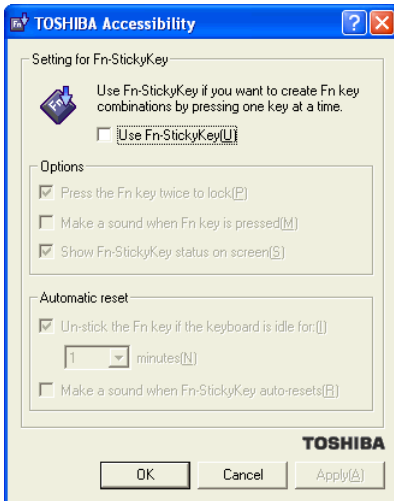 TOSHIBA Accessibility
Setting for Fn-StickyKey
Use Fn-StickyKey if you want to create Fn key
combinations by pressing one key at a time.
Use Fn-StickyKey(U)
Options
Press the Fn key twice to lock(P)
Make a sound when Fn key is pressed(M)
Show Fn-StickyKey status on screen(S)
Automatic reset
Un-stick the Fn key if the keyboard is idle for:(I)
1 minutes(N)
Make a sound when Fn-StickyKey auto-resets(R)
TOSHIBA
OK Cancel Apply(A)